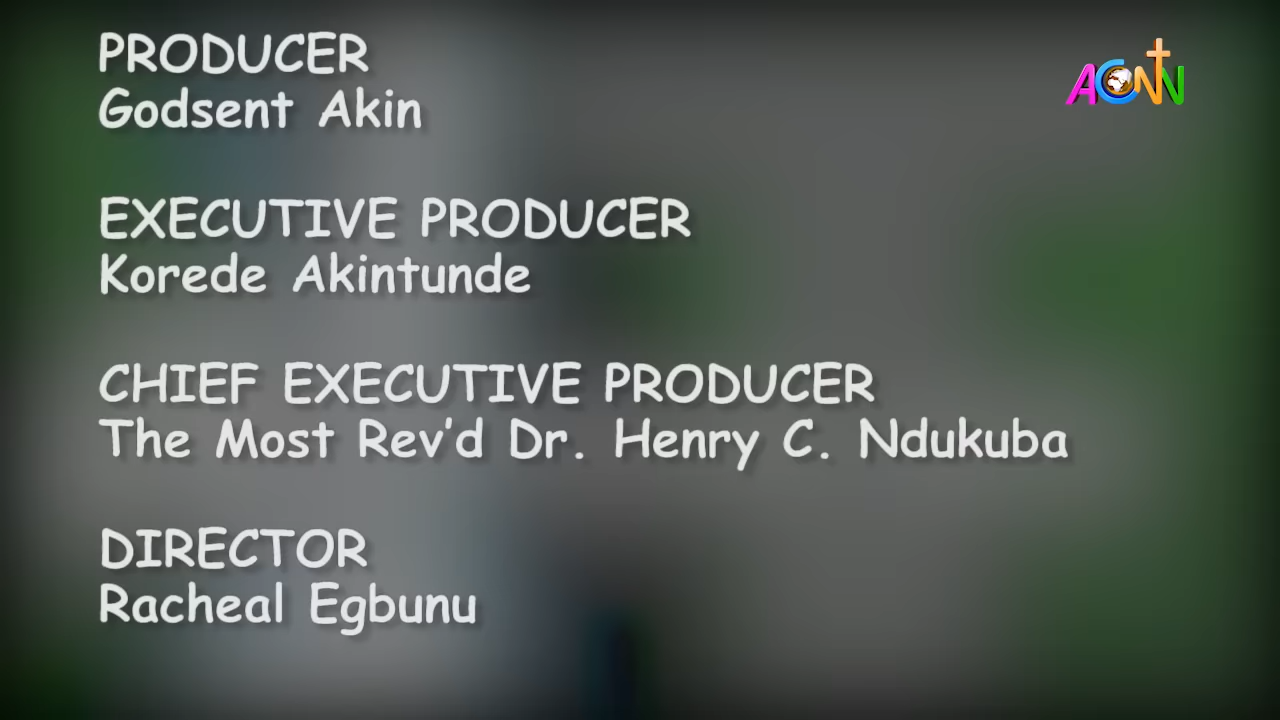 PRODUCER
Godsent Akin
EXECUTIVE PRODUCER
Korede Akintunde
CHIEF EXECUTIVE PRODUCER
The Most Rev'd Dr. Henry C. Ndukuba
DIRECTOR
Racheal Egbunu
ACNN